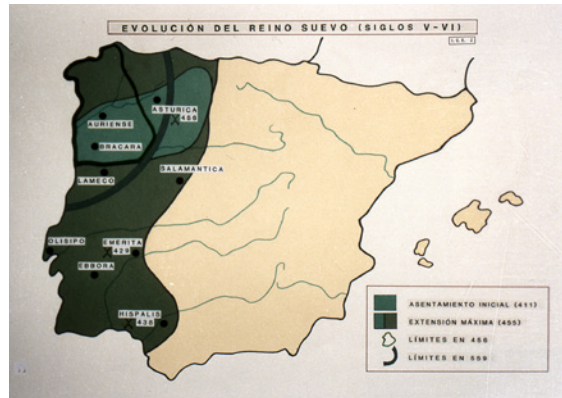 EVOLUCIÓN DEL REINO SUEVO (SIGLOS V-VI)
ASTURICA
456
AURIENSE
BRACARA
LAMECO
SALAMANTICA
OLISIPO
EMERITA
429
EBBORA
HISPALIS
438
ASENTAMIENTO INICIAL (411)
EXTENSIÓN MÁXIMA (455)
LÍMITES EN 456
LÍMITES EN 559